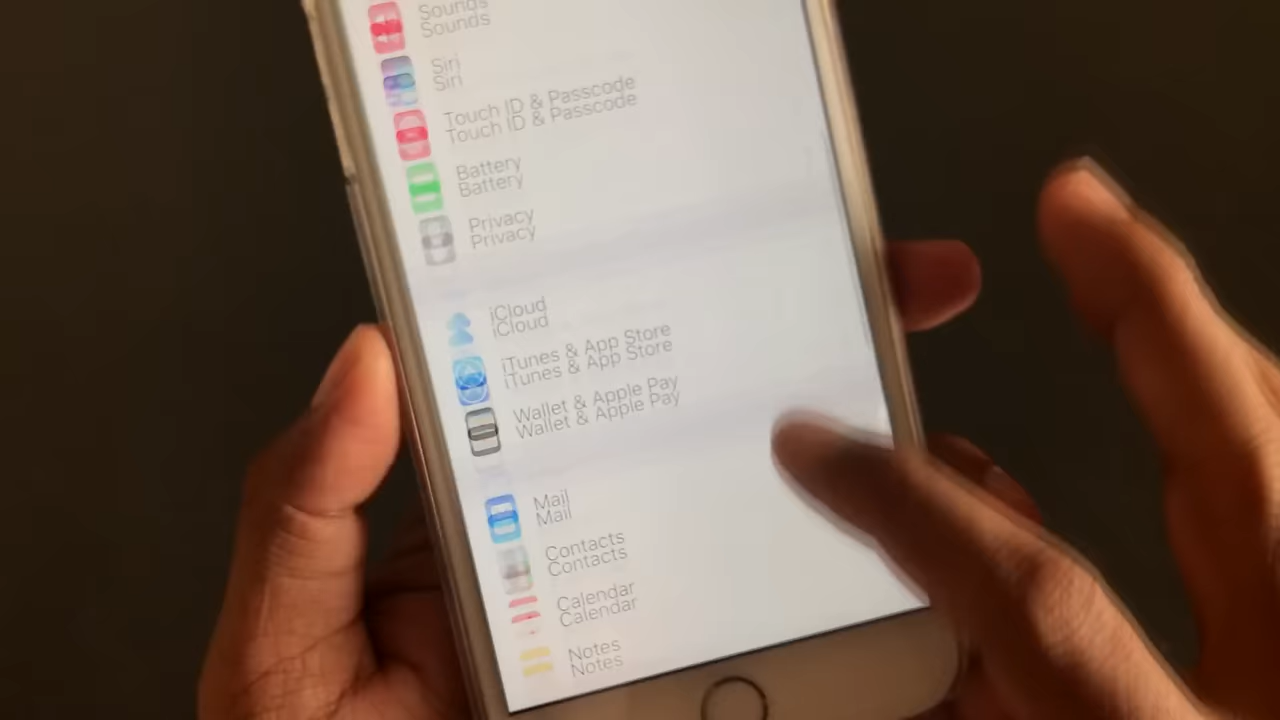 Sounds
Siri
Touch ID & Passcode
Battery
Privacy
iCloud
iTunes & App Store
Wallet & Apple Pay
Mail
Contacts
Calendar
Notes